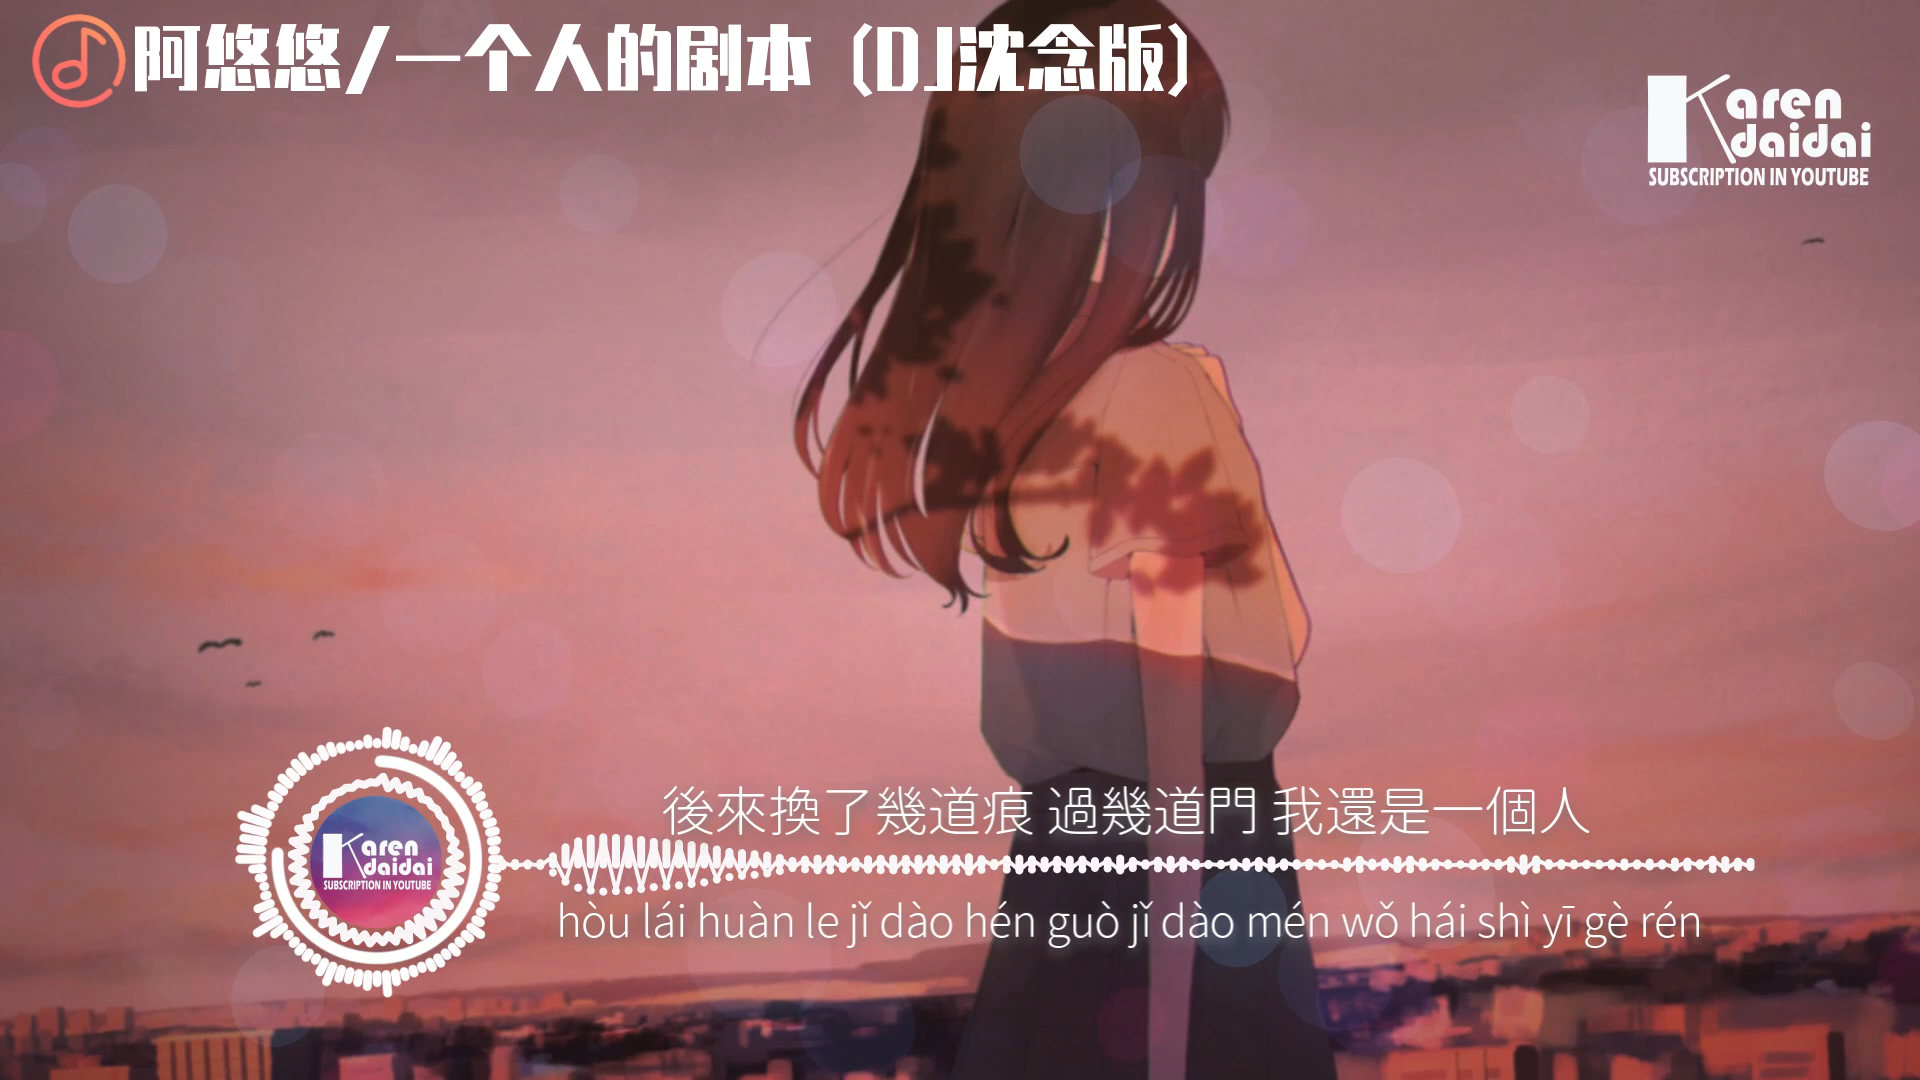 阿悠悠/一个人的剧本（DJ沈念版）
Karen
daidai
SUBSCRIPTION IN YOUTUBE
後來換了幾道痕 過幾道門 我還是一個人
Karen
daidai
SUBSCRIPTION IN YOUTUBE
hòu lái huàn le jǐ dào hén guò jǐ dào mén wǒ hái shì yī gè rén